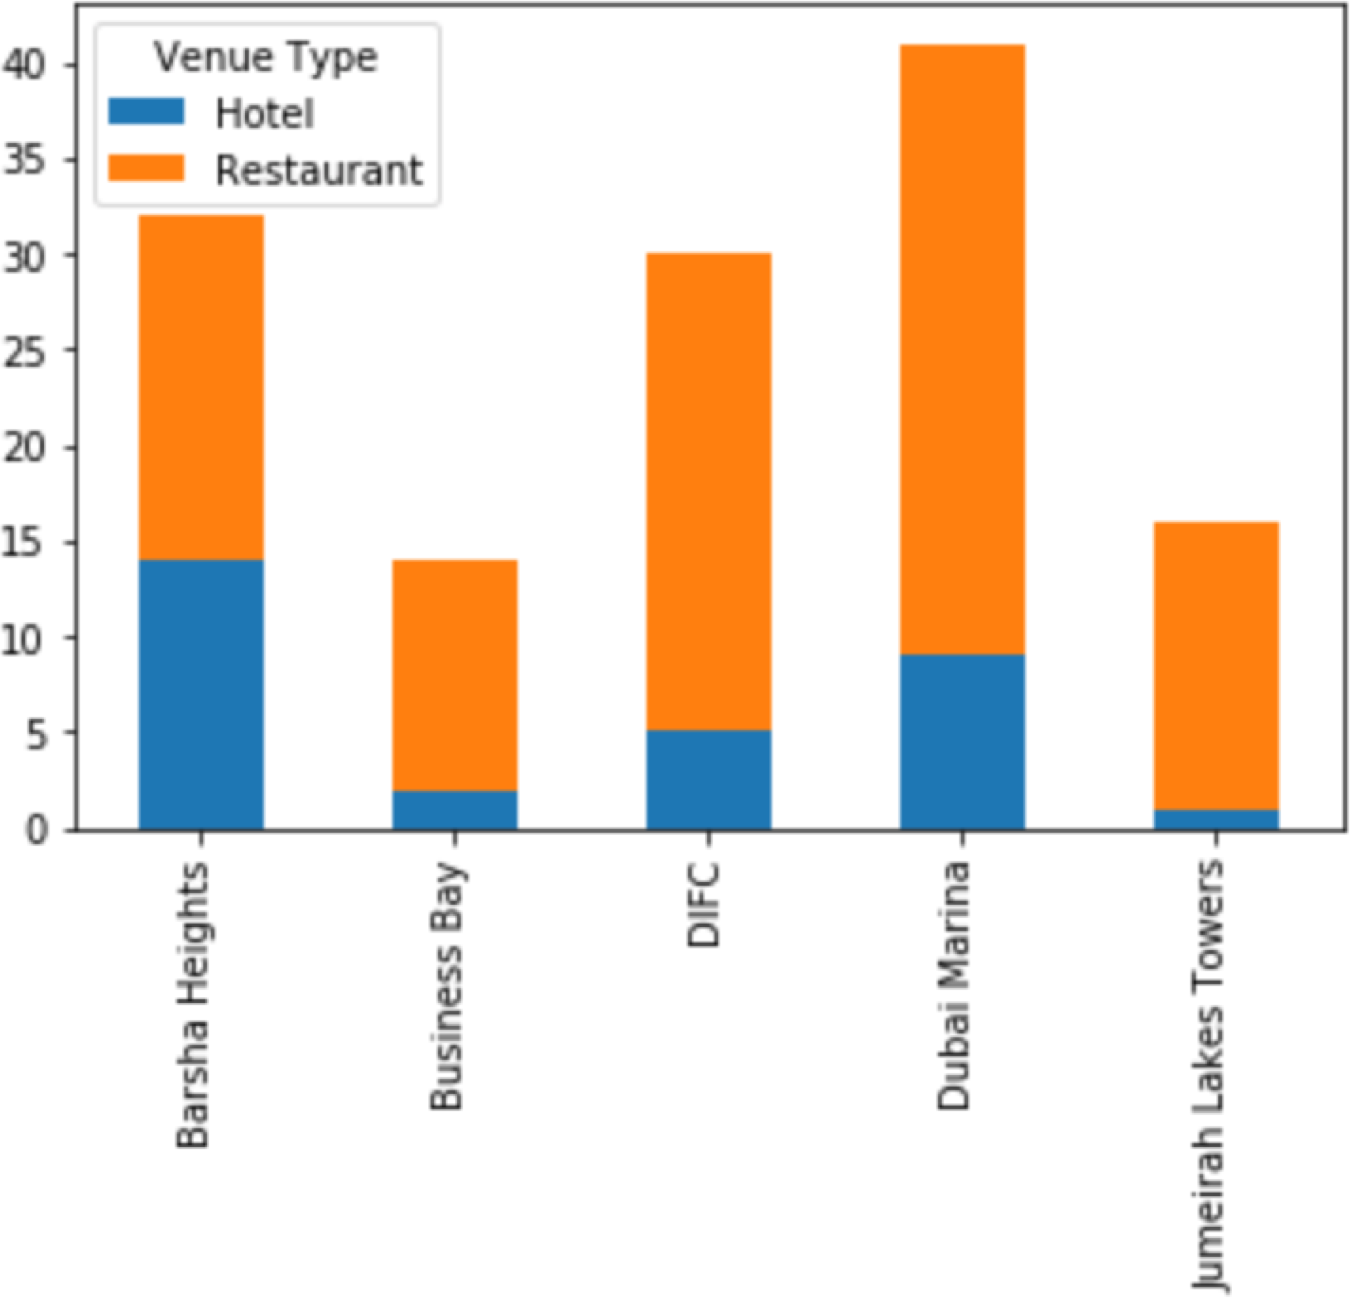 Venue Type
Hotel
Restaurant
40
35
30
25
20
15
10
5
0
Barsha Heights
Business Bay
DIFC
Dubai Marina
Jumeirah Lakes Towers